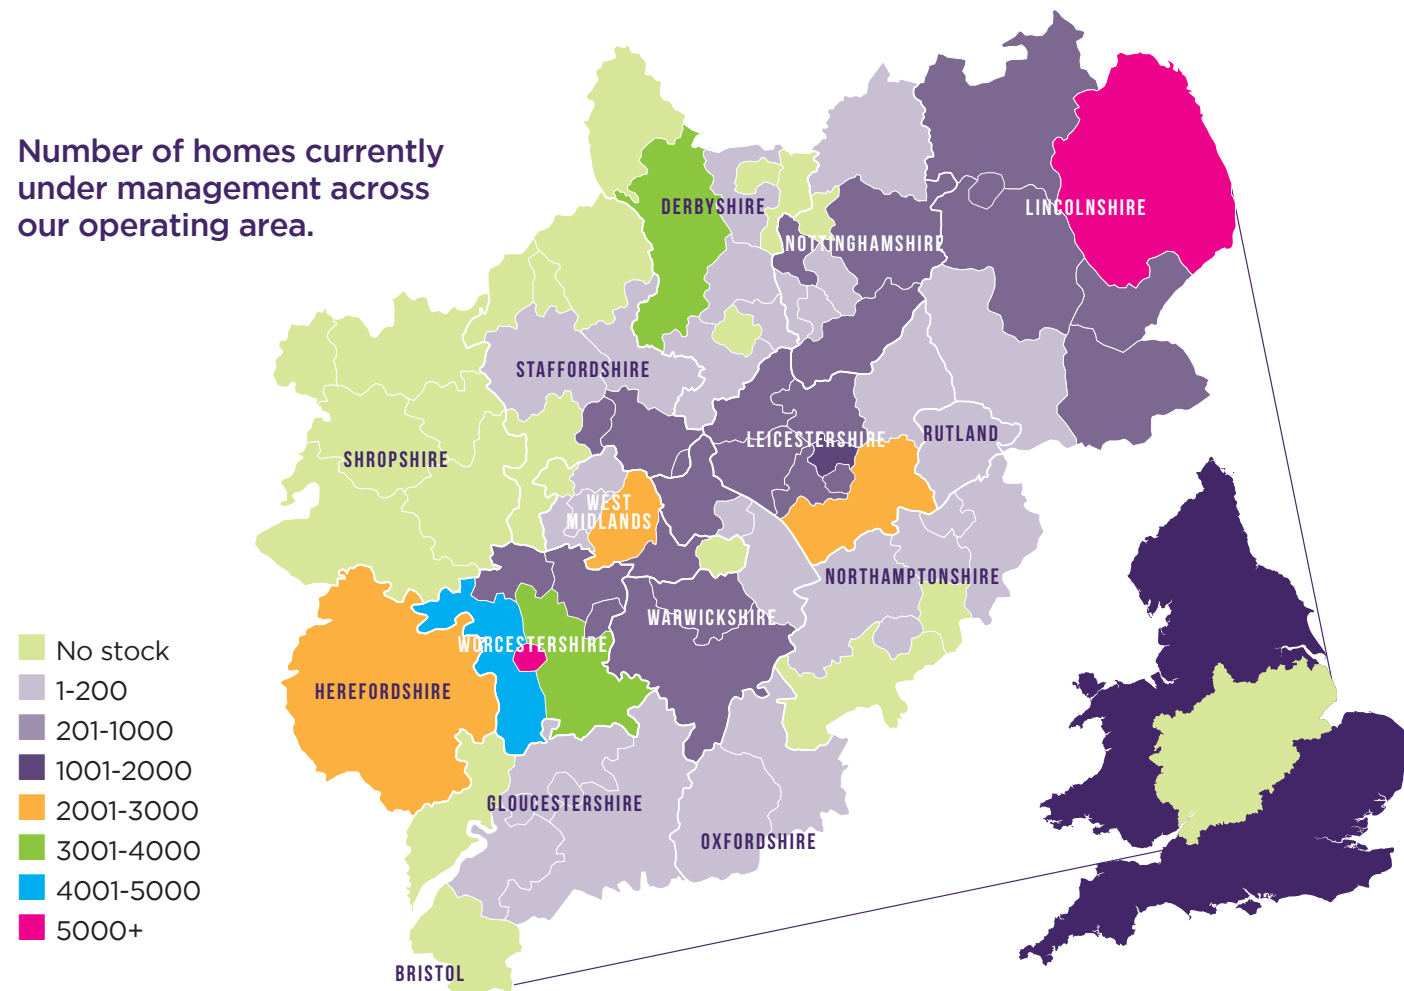 Number of homes currently
under management across
our operating area.
DERBYSHIRE
LINCOLNSHIRE
NOTTINGHAMSHIRE
STAFFORDSHIRE
LEICESTERSHIRE
RUTLAND
SHROPSHIRE
WEST
MIDLANDS
NORTHAMPTONSHIRE
WARWICKSHIRE
WORCESTERSHIRE
HEREFORDSHIRE
GLOUCESTERSHIRE
OXFORDSHIRE
BRISTOL
No stock
1-200
201-1000
1001-2000
2001-3000
3001-4000
4001-5000
5000+